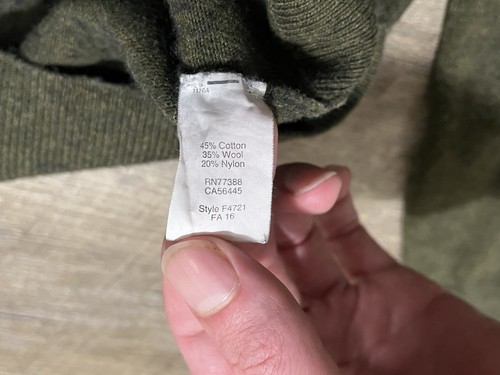 45% Cotton
35% Wool
20% Nylon
RN77388
CA56445
Style F4721
FA 16